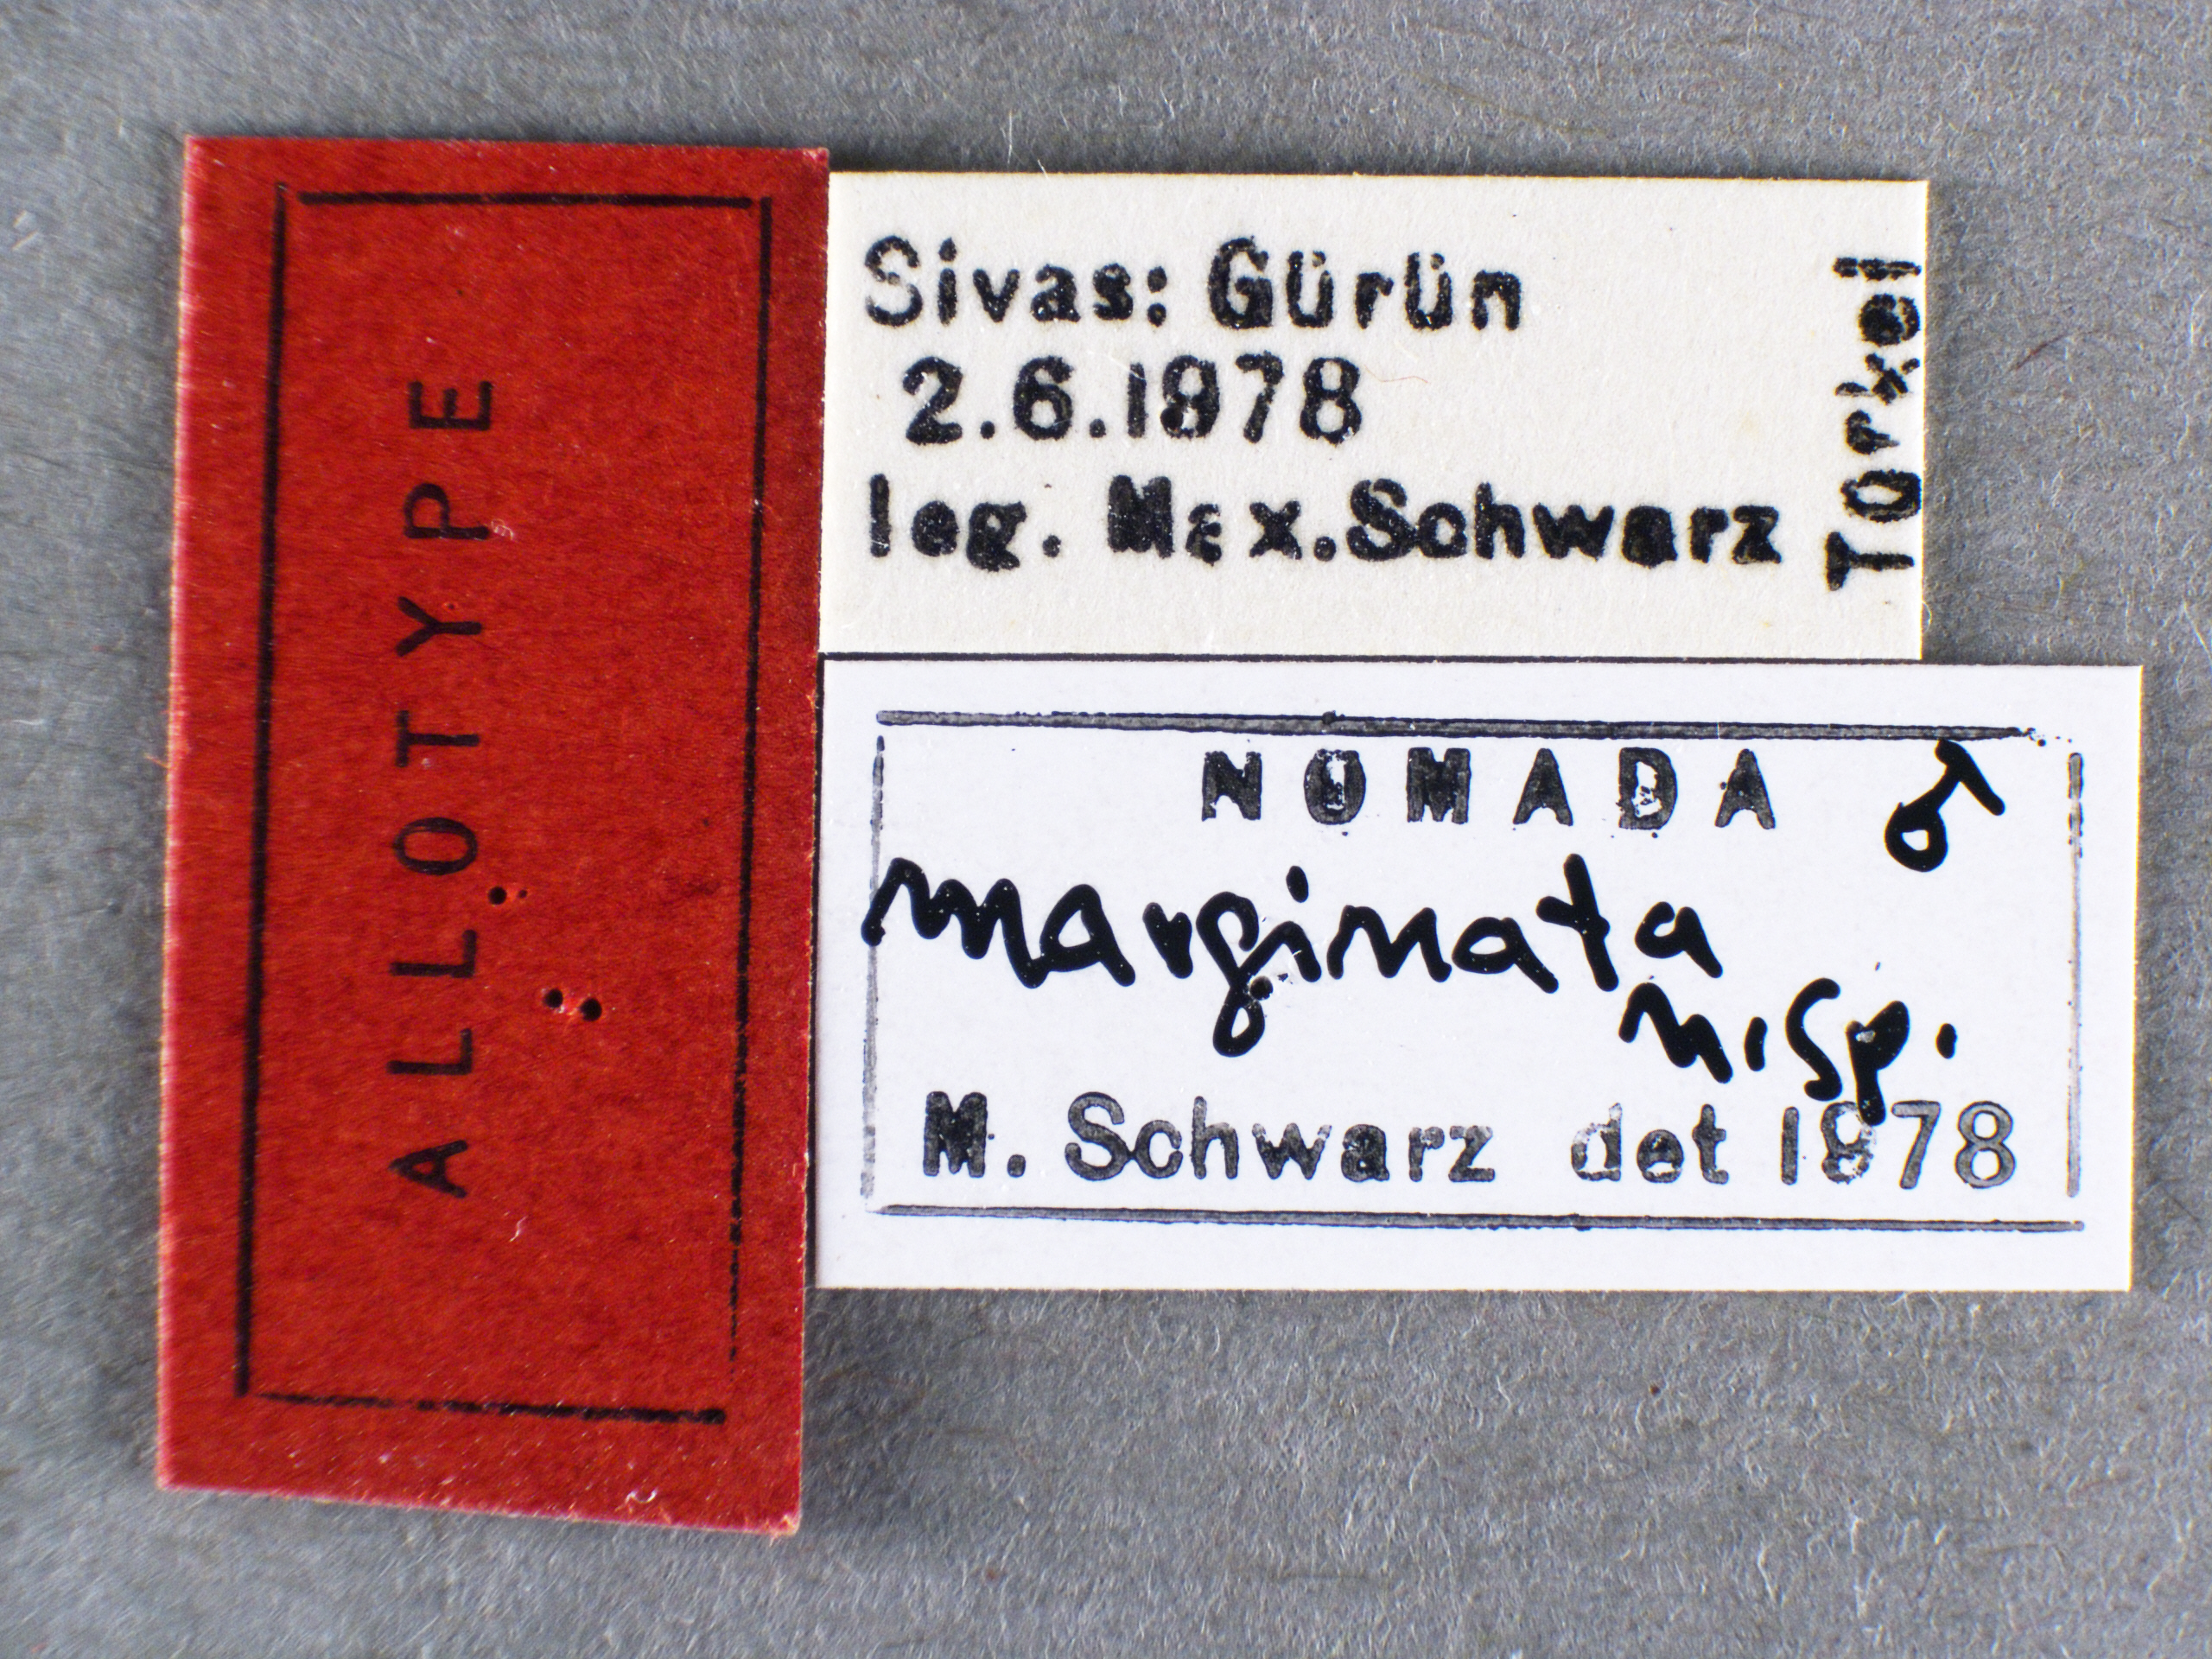 ALLOTYPE
Sivas: Gürün
2.6.1978
leg. Max.Schwarz
Türkei
NOMADA ♂
marginata
n.sp.
M. Schwarz det 1978